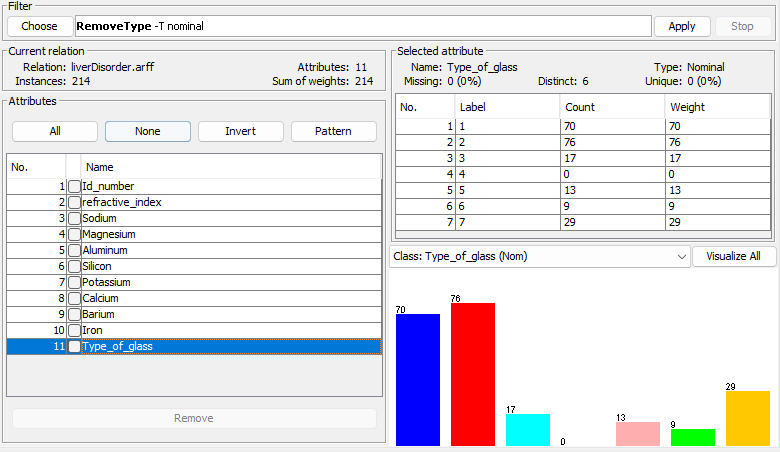 Filter
Choose RemoveType -T nominal Apply Stop
Current relation
Relation: liverDisorder.arff Attributes: 11
Instances: 214 Sum of weights: 214
Attributes
All None Invert Pattern
No. Name
1 Id_number
2 refractive_index
3 Sodium
4 Magnesium
5 Aluminum
6 Silicon
7 Potassium
8 Calcium
9 Barium
10 Iron
11 Type_of_glass
Remove
Selected attribute
Name: Type_of_glass Type: Nominal
Missing: 0 (0%) Distinct: 6 Unique: 0 (0%)
No. Label Count Weight
1 1 70 70
2 2 76 76
3 3 17 17
4 4 0 0
5 5 13 13
6 6 9 9
7 7 29 29
Class: Type_of_glass (Nom) Visualize All
70 76 17 0 13 9 29